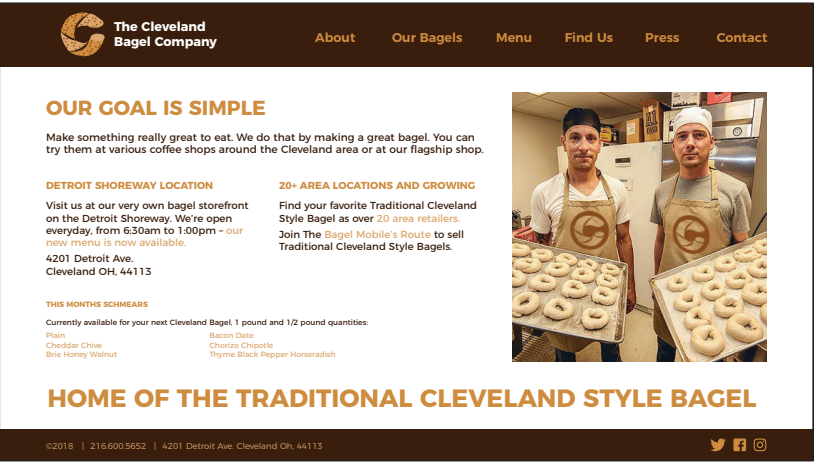 The Cleveland
Bagel Company
About
Our Bagels
Menu
Find Us
Press
Contact
OUR GOAL IS SIMPLE
Make something really great to eat. We do that by making a great bagel. You can
try them at various coffee shops around the Cleveland area or at our flagship shop.
DETROIT SHOREWAY LOCATION
Visit us at our very own bagel storefront
on the Detroit Shoreway. We're open
everyday, from 6:30am to 1:00pm – our
new menu is now available.
4201 Detroit Ave.
Cleveland OH, 44113
20+ AREA LOCATIONS AND GROWING
Find your favorite Traditional Cleveland
Style Bagel as over 20 area retailers.
Join The Bagel Mobile's Route to sell
Traditional Cleveland Style Bagels.
THIS MONTHS SCHMEARS
Currently available for your next Cleveland Bagel, 1 pound and 1/2 pound quantities:
Plain
Cheddar Chive
Brie Honey Walnut
Bacon Date
Chorizo Chipotle
Thyme Black Pepper Horseradish
HOME OF THE TRADITIONAL CLEVELAND STYLE BAGEL
©2018 | 216.600.5652 | 4201 Detroit Ave. Cleveland Oh, 44113